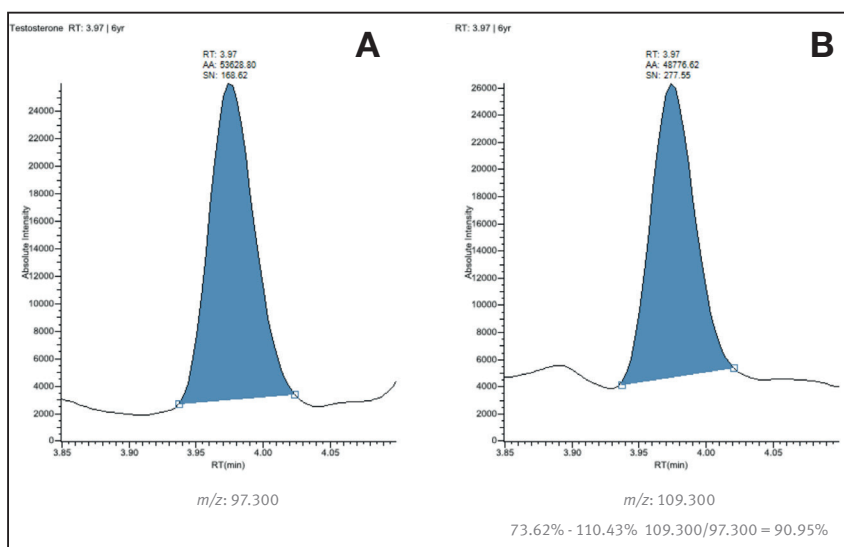 Testosterone RT: 3.97 | 6yr
A
RT: 3.97
AA: 53628.80
SN: 168.62
24000
22000
20000
18000
16000
14000
12000
10000
8000
6000
4000
2000
0
Absolute Intensity
3.85 3.90 3.95 4.00 4.05
RT(min)
m/z: 97.300
RT: 3.97 | 6yr
B
RT: 3.97
AA: 48776.62
SN: 277.55
26000
24000
22000
20000
18000
16000
14000
12000
10000
8000
6000
4000
2000
0
Absolute Intensity
3.85 3.90 3.95 4.00 4.05
RT(min)
m/z: 109.300
73.62% - 110.43% 109.300/97.300 = 90.95%